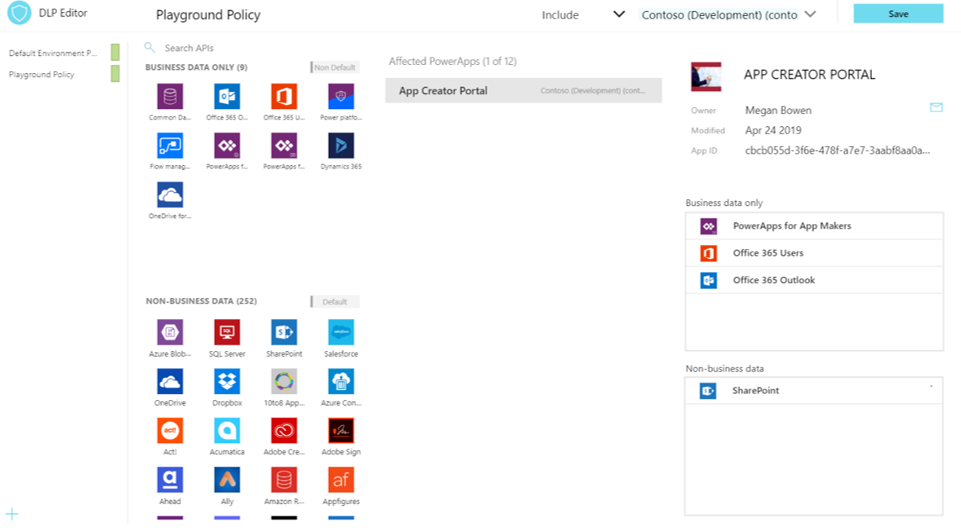 DLP Editor
Playground Policy
Include
Contoso (Development) (conto
Save
Default Environment P...
Playground Policy
Search APIs
BUSINESS DATA ONLY (9)
Non Default
Common Da...
Office 365 O...
Office 365 U...
Power platfo...
Flow manag...
PowerApps f...
PowerApps f...
Dynamics 365
OneDrive for...
NON-BUSINESS DATA (252)
Default
Azure Blob...
SQL Server
SharePoint
Salesforce
OneDrive
Dropbox
10to8 App...
Azure Con...
Act!
Acumatica
Adobe Cre...
Adobe Sign
Ahead
Ally
Amazon R...
Appfigures
Affected PowerApps (1 of 12)
App Creator Portal
Contoso (Development) (cont...
APP CREATOR PORTAL
Owner
Megan Bowen
Modified
Apr 24 2019
App ID
cbcb055d-3f6e-478f-a7e7-3aabf8aa0a...
Business data only
PowerApps for App Makers
Office 365 Users
Office 365 Outlook
Non-business data
SharePoint